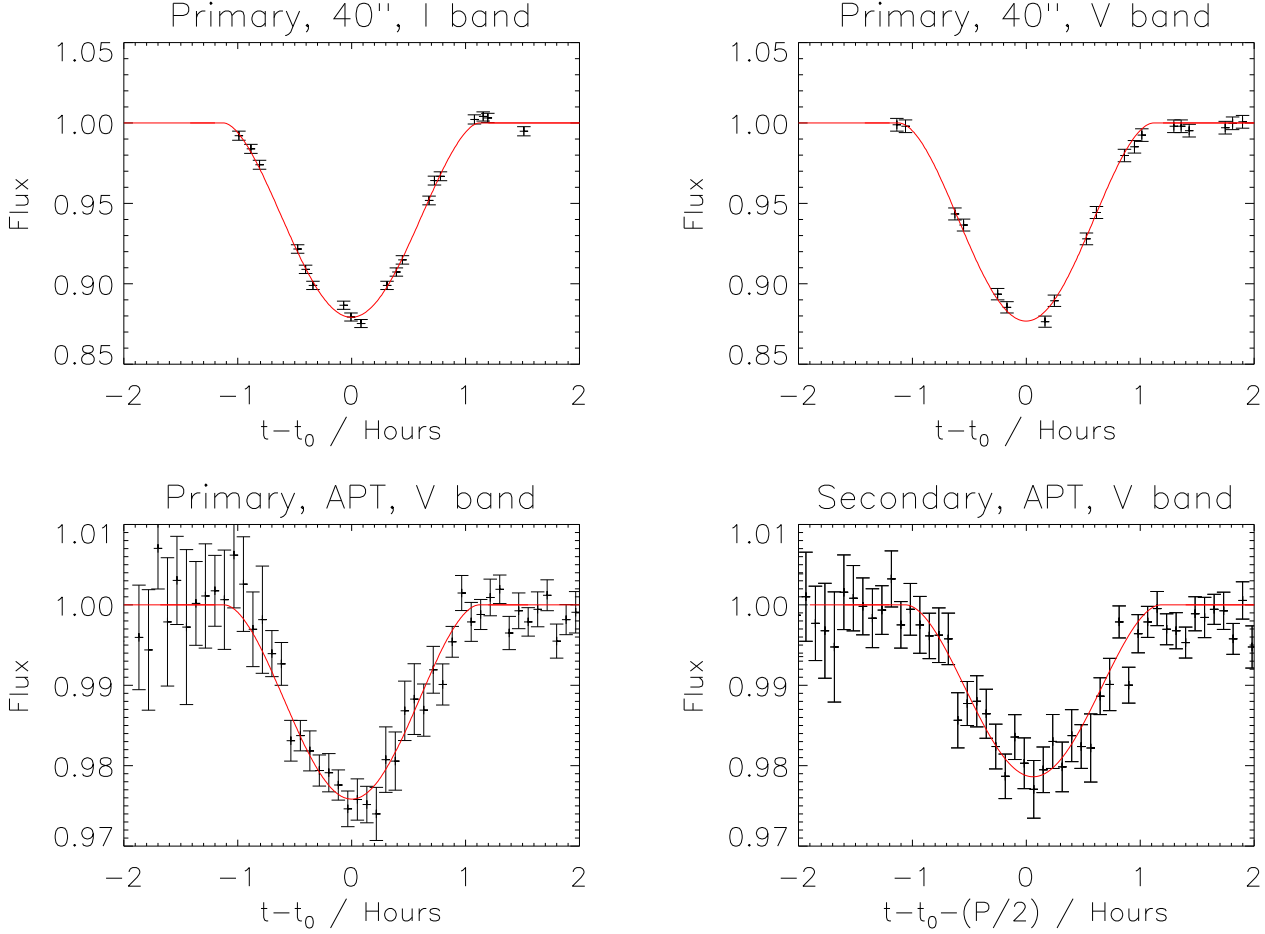 Primary, 40", I band
1.05
1.00
0.95
0.90
0.85
Flux
−2 −1 0 1 2
t−t0 / Hours
Primary, 40", V band
1.05
1.00
0.95
0.90
0.85
Flux
−2 −1 0 1 2
t−t0 / Hours
Primary, APT, V band
1.01
1.00
0.99
0.98
0.97
Flux
−2 −1 0 1 2
t−t0 / Hours
Secondary, APT, V band
1.01
1.00
0.99
0.98
0.97
Flux
−2 −1 0 1 2
t−t0−(P/2) / Hours